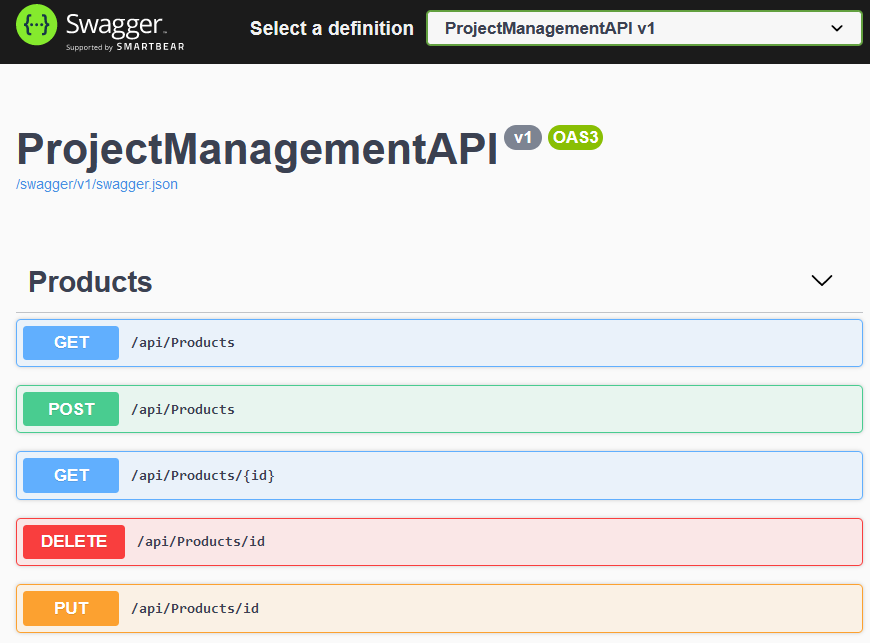 {···} Swagger™
Supported by SMARTBEAR
Select a definition
ProjectManagementAPI v1
ProjectManagementAPI v1 OAS3
/swagger/v1/swagger.json
Products
GET /api/Products
POST /api/Products
GET /api/Products/{id}
DELETE /api/Products/id
PUT /api/Products/id